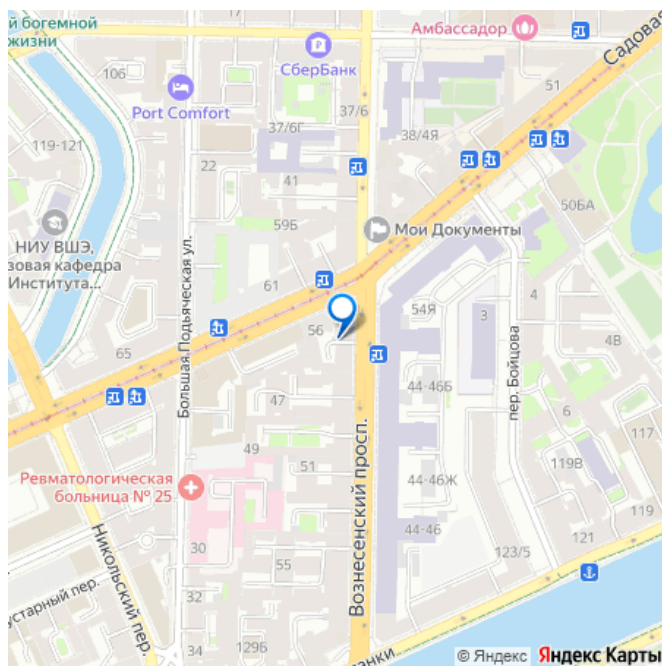 й богемной
жизни
Амбассадор
Садовая
СберБанк
106
Port Comfort
37/6
51
37/6Г
38/4Я
119-121
22
41
50БА
59Б
Мои Документы
НИУ ВШЭ,
зовая кафедра
Института...
Большая Подьяческая ул.
61
54Я
4
3
56
65
4В
пер. Бойцова
44-46Б
47
6
Вознесенский просп.
117
49
51
119В
Ревматологическая
больница № 25
44-46Ж
119
44-46
121
30
123/5
Никольский пер.
55
устарный пер.
32
34
129Б
анки
© Яндекс Яндекс Карты